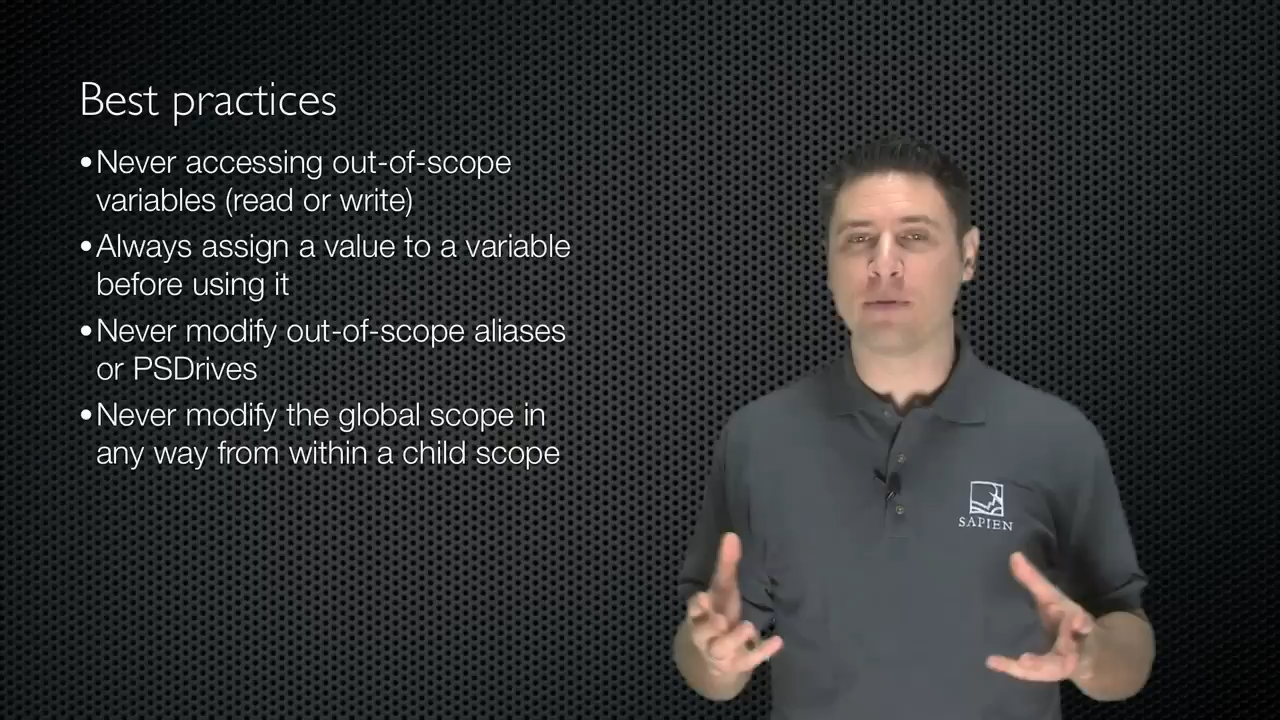 Best practices
•Never accessing out-of-scope
variables (read or write)
•Always assign a value to a variable
before using it
•Never modify out-of-scope aliases
or PSDrives
•Never modify the global scope in
any way from within a child scope
SAPIEN